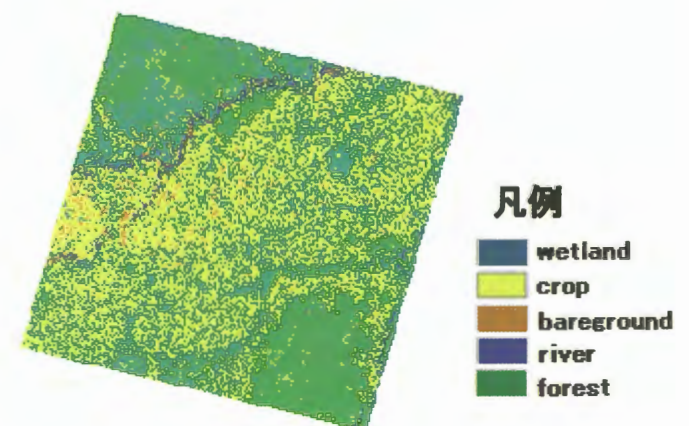 凡例
wetland
crop
bareground
river
forest